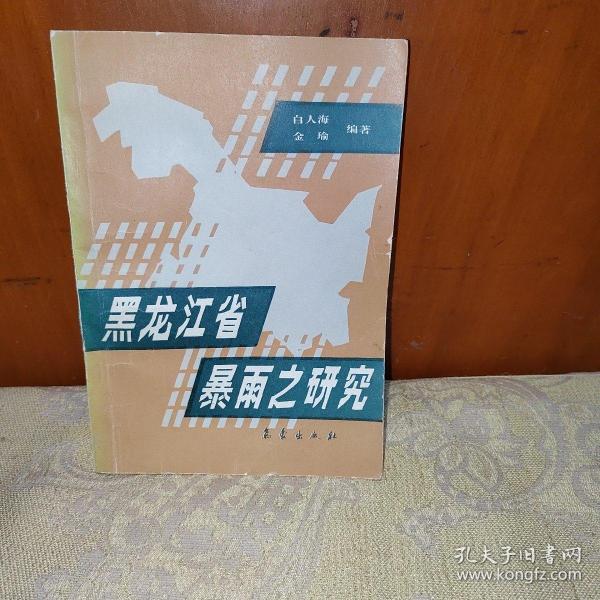 白人海
金瑜 编著
黑龙江省
暴雨之研究
气象出版社
孔夫子旧书网
www.kongfz.com